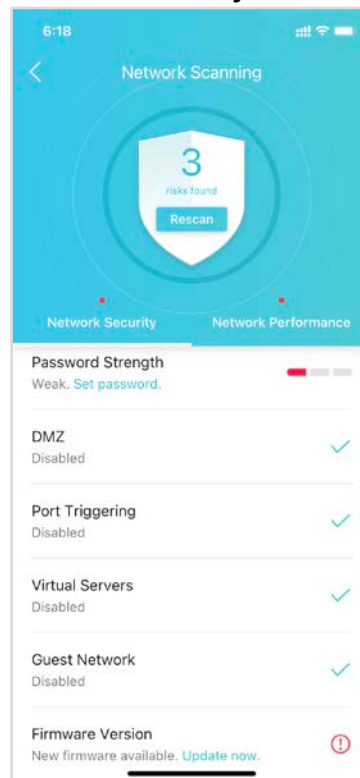 6:18
Network Scanning
3
risks found
Rescan
Network Security Network Performance
Password Strength
Weak. Set password.
DMZ
Disabled
Port Triggering
Disabled
Virtual Servers
Disabled
Guest Network
Disabled
Firmware Version
New firmware available. Update now.